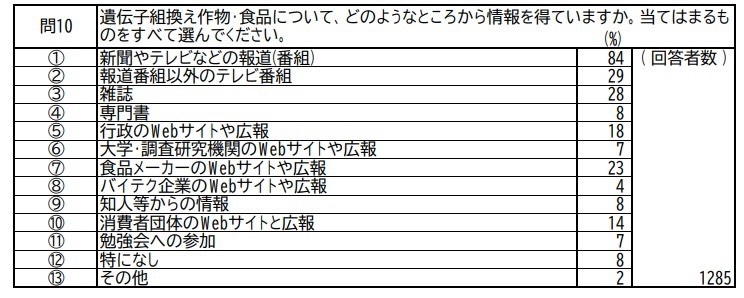 問10 遺伝子組換え作物・食品について、どのようなところから情報を得ていますか。当てはまるも
のをすべて選んでください。 (%)
① 新聞やテレビなどの報道(番組) 84 (回答者数)
② 報道番組以外のテレビ番組 29
③ 雑誌 28
④ 専門書 8
⑤ 行政のWebサイトや広報 18
⑥ 大学・調査研究機関のWebサイトや広報 7
⑦ 食品メーカーのWebサイトや広報 23
⑧ バイテク企業のWebサイトや広報 4
⑨ 知人等からの情報 8
⑩ 消費者団体のWebサイトと広報 14
⑪ 勉強会への参加 7
⑫ 特になし 8
⑬ その他 2 1285